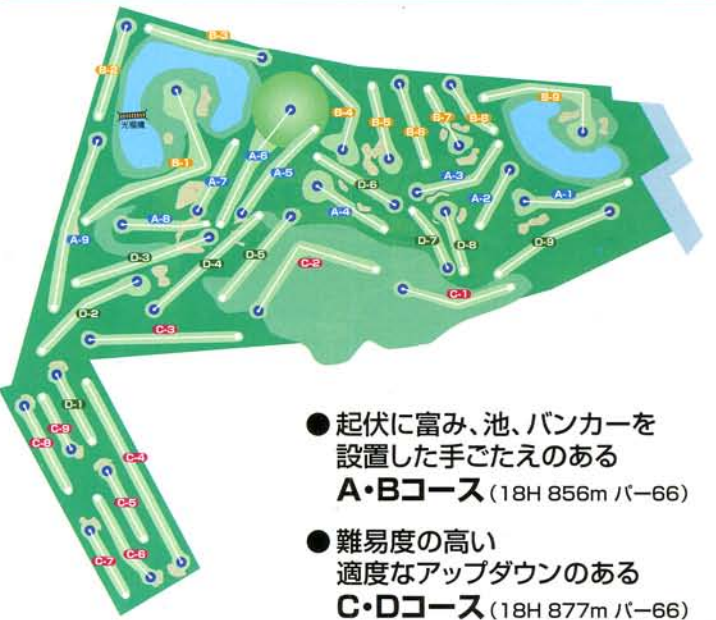 B-3
B-2
天福橋
B-1
A-6
A-7
A-5
B-4
B-5
B-6
B-7
B-8
B-9
A-3
A-2
A-1
D-6
A-4
A-8
A-9
D-3
D-4
D-5
C-2
D-7
D-8
D-9
C-1
D-2
C-3
D-1
C-9
C-8
C-4
C-5
C-6
C-7
●起伏に富み、池、バンカーを
設置した手ごたえのある
A・Bコース(18H 856m パー66)
●難易度の高い
適度なアップダウンのある
C・Dコース(18H 877m パー66)